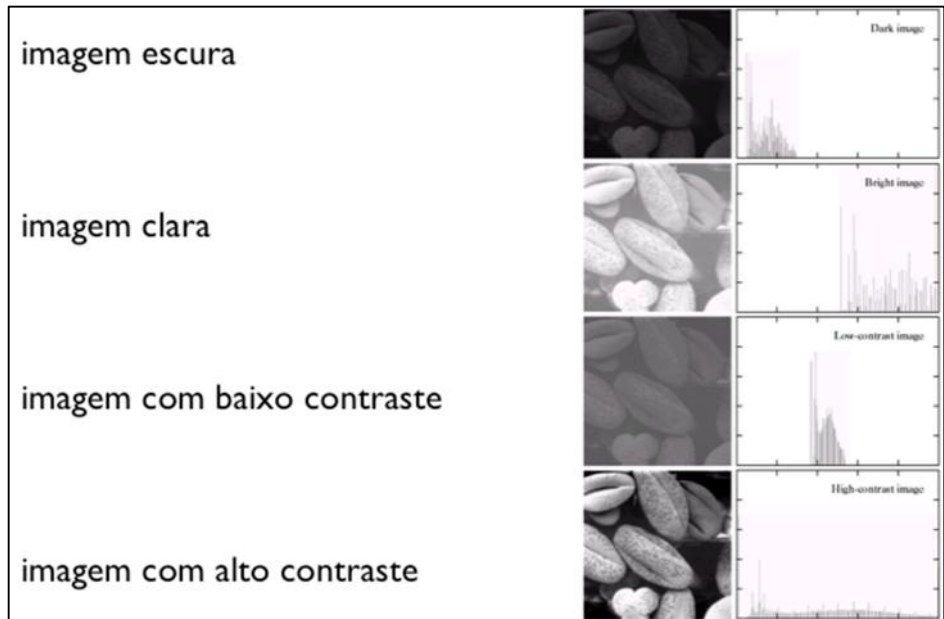 imagem escura
Dark image
imagem clara
Bright image
imagem com baixo contraste
Low-contrast image
imagem com alto contraste
High-contrast image